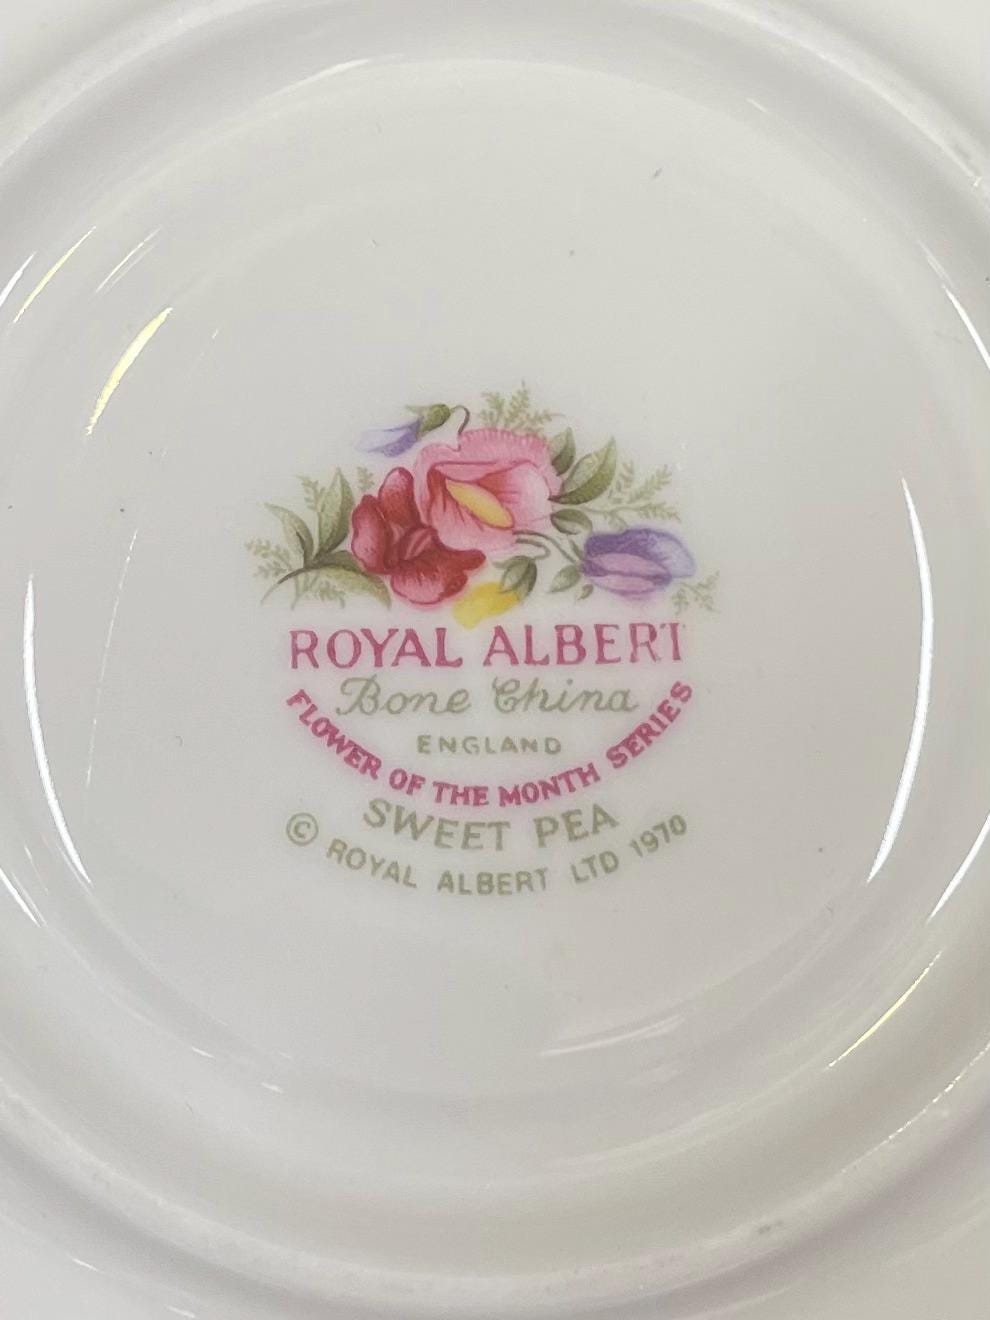 ROYAL ALBERT
Bone China
ENGLAND
FLOWER OF THE MONTH SERIES
SWEET PEA
© ROYAL ALBERT LTD 1970